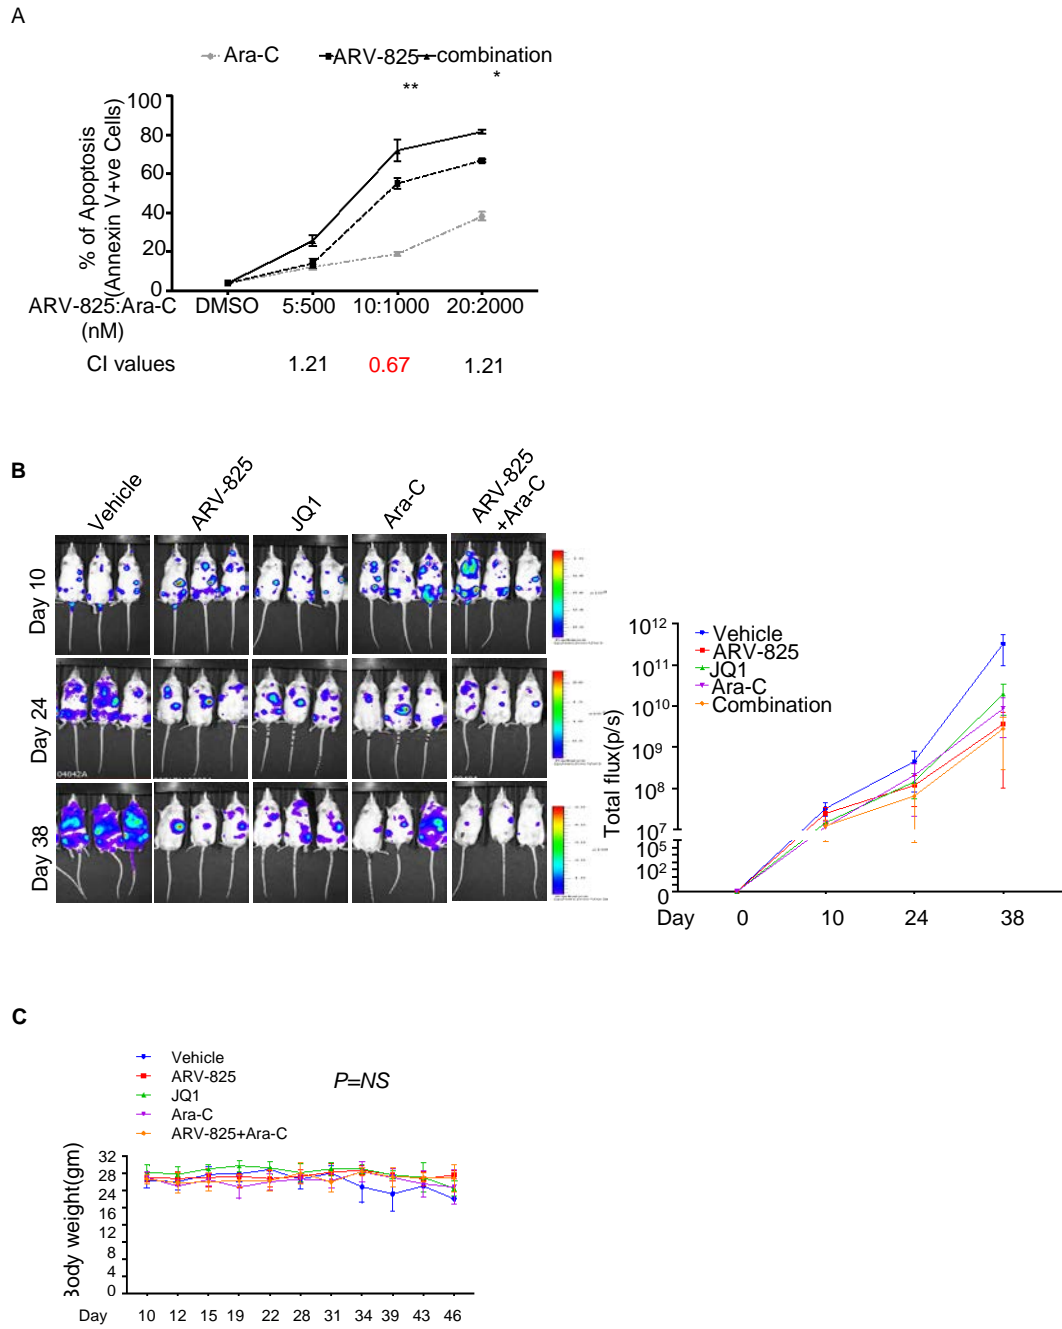 A
Ara-C ARV-825 combination
** *
% of Apoptosis
(Annexin V+ve Cells)
100
80
60
40
20
0
ARV-825:Ara-C DMSO 5:500 10:1000 20:2000
(nM)
CI values 1.21 0.67 1.21
B
Vehicle ARV-825 JQ1 Ara-C ARV-825
+Ara-C
Day 10
Day 24
Day 38
Total flux(p/s)
10¹²
10¹¹
10¹⁰
10⁹
10⁸
10⁷
10⁵
10²
0
Vehicle
ARV-825
JQ1
Ara-C
Combination
Day 0 10 24 38
C
Vehicle
ARV-825
JQ1
Ara-C
ARV-825+Ara-C
P=NS
Body weight(gm)
32
28
24
16
12
8
4
0
Day 10 12 15 19 22 28 31 34 39 43 46